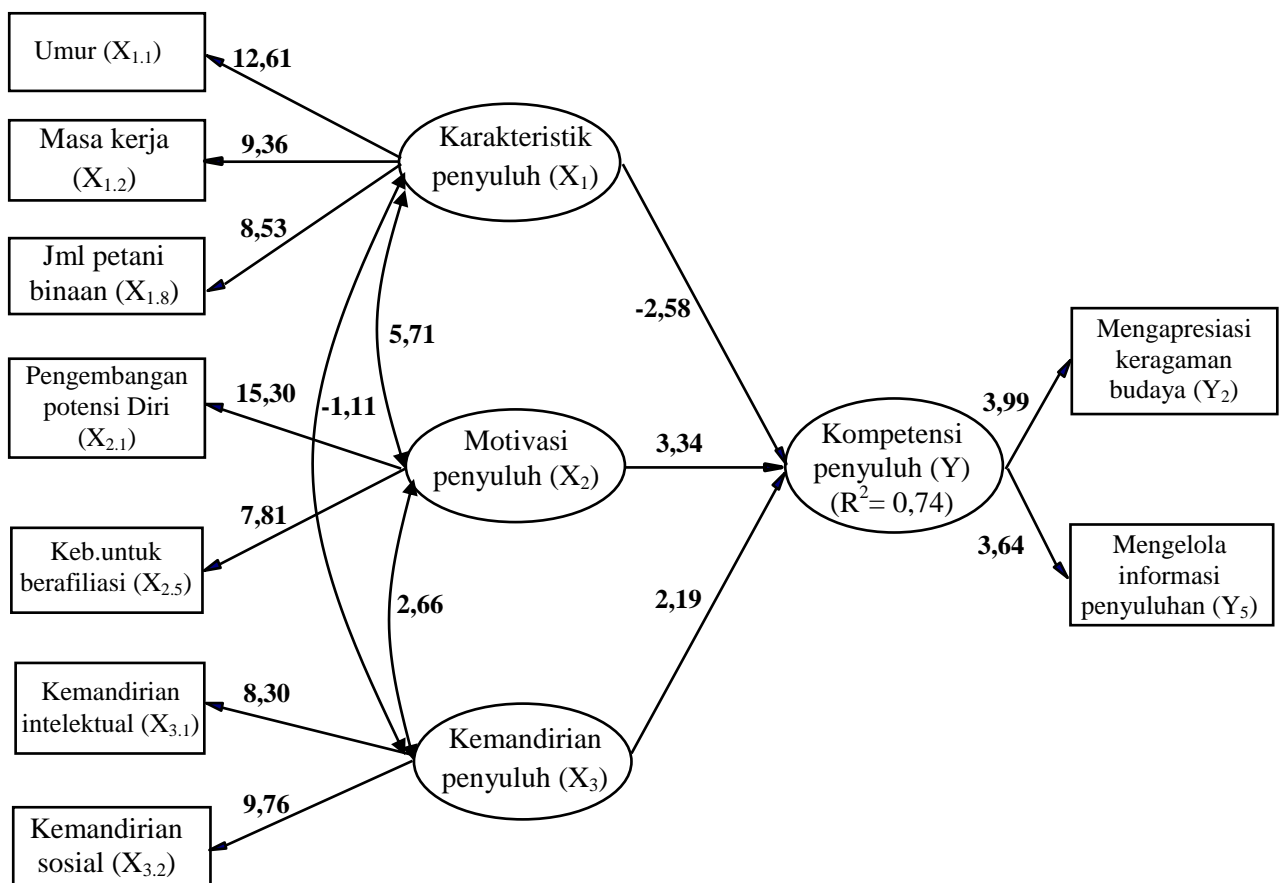 Umur (X1.1)
12,61
Masa kerja
(X1.2)
9,36
Karakteristik
penyuluh (X1)
Jml petani
binaan (X1.8)
8,53
-2,58
5,71
Pengembangan
potensi Diri
(X2.1)
15,30
-1,11
Motivasi
penyuluh (X2)
3,34
Kompetensi
penyuluh (Y)
(R2= 0,74)
3,99
Mengapresiasi
keragaman
budaya (Y2)
7,81
Keb.untuk
berafiliasi (X2.5)
2,66
2,19
3,64
Mengelola
informasi
penyuluhan (Y5)
Kemandirian
intelektual (X3.1)
8,30
Kemandirian
penyuluh (X3)
9,76
Kemandirian
sosial (X3.2)